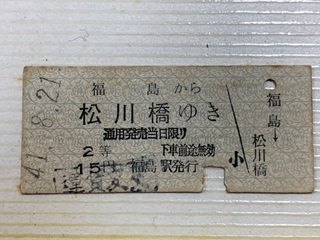 41. 8.21
福島から
松川橋ゆき
通用発売当日限り
2等 下車前途無効
15円 福島駅発行
小
福島→松川橋